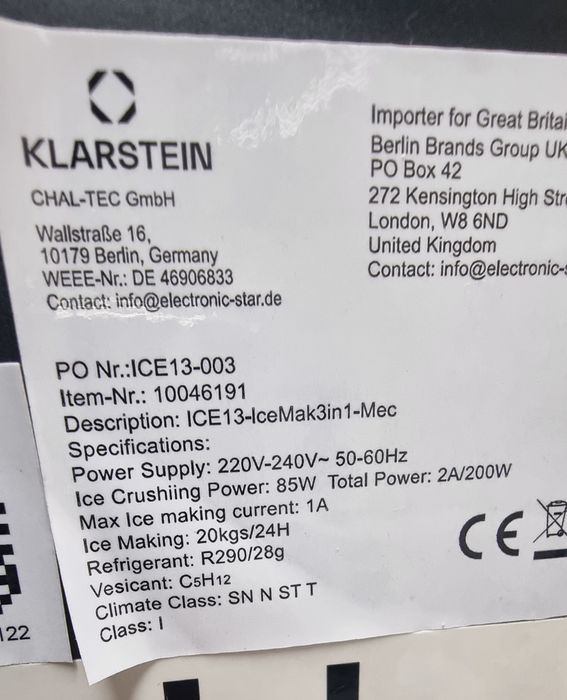 KLARSTEIN
CHAL-TEC GmbH
Wallstraße 16,
10179 Berlin, Germany
WEEE-Nr.: DE 46906833
Contact: info@electronic-star.de
Importer for Great Britai
Berlin Brands Group UK
PO Box 42
272 Kensington High Str
London, W8 6ND
United Kingdom
Contact: info@electronic-s
PO Nr.:ICE13-003
Item-Nr.: 10046191
Description: ICE13-IceMak3in1-Mec
Specifications:
Power Supply: 220V-240V~ 50-60Hz
Ice Crushiing Power: 85W Total Power: 2A/200W
Max Ice making current: 1A
Ice Making: 20kgs/24H
Refrigerant: R290/28g
Vesicant: C5H12
Climate Class: SN N ST T
Class: I
CE
122